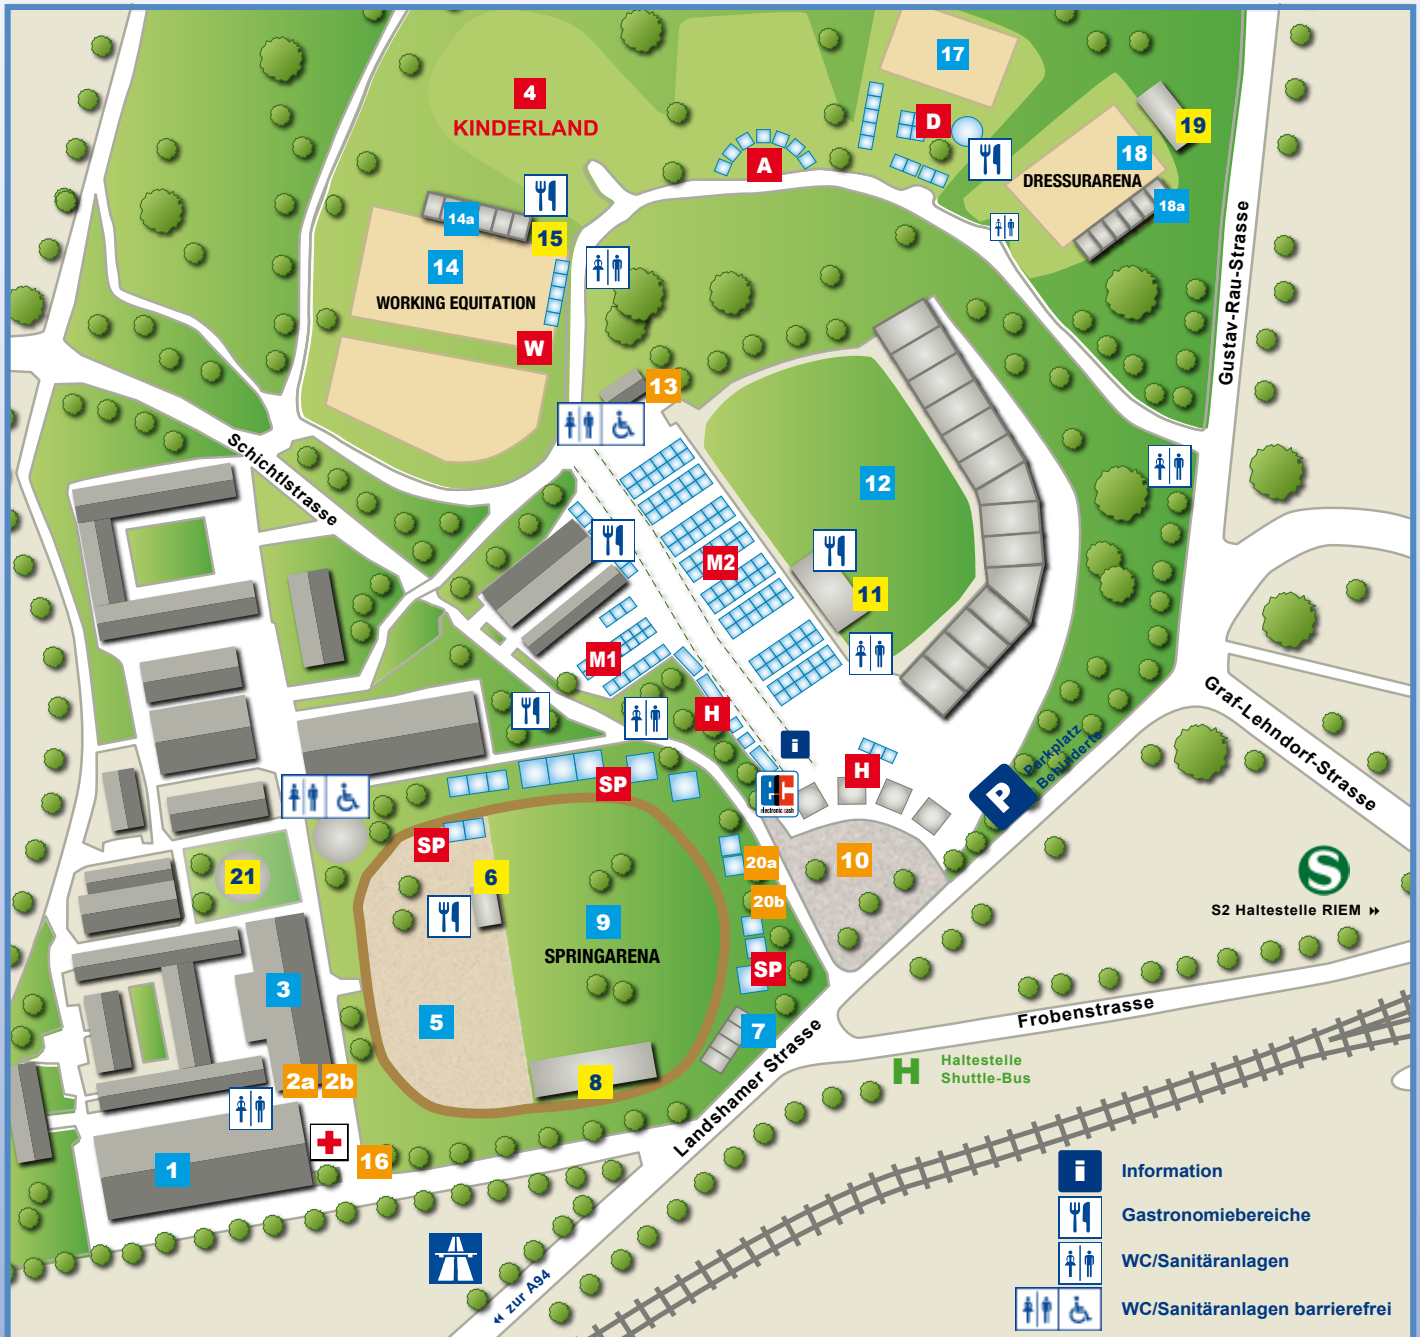 17
4
KINDERLAND
D
19
18
A
DRESSURARENA
18a
14a
15
14
WORKING EQUITATION
W
Gustav-Rau-Strasse
13
Schichtlstrasse
12
M2
11
M1
H
i
H
Parkplatz
Behinderte
P
Graf-Lehndorf-Strasse
SP
electronic cash
SP
20a
10
6
21
20b
S
S2 Haltestelle RIEM
9
SPRINGARENA
SP
3
5
7
Frobenstrasse
H
Haltestelle
Shuttle-Bus
8
2a
2b
Landshamer Strasse
16
1
i
Information
Gastronomiebereiche
WC/Sanitäranlagen
zur A94
WC/Sanitäranlagen barrierefrei